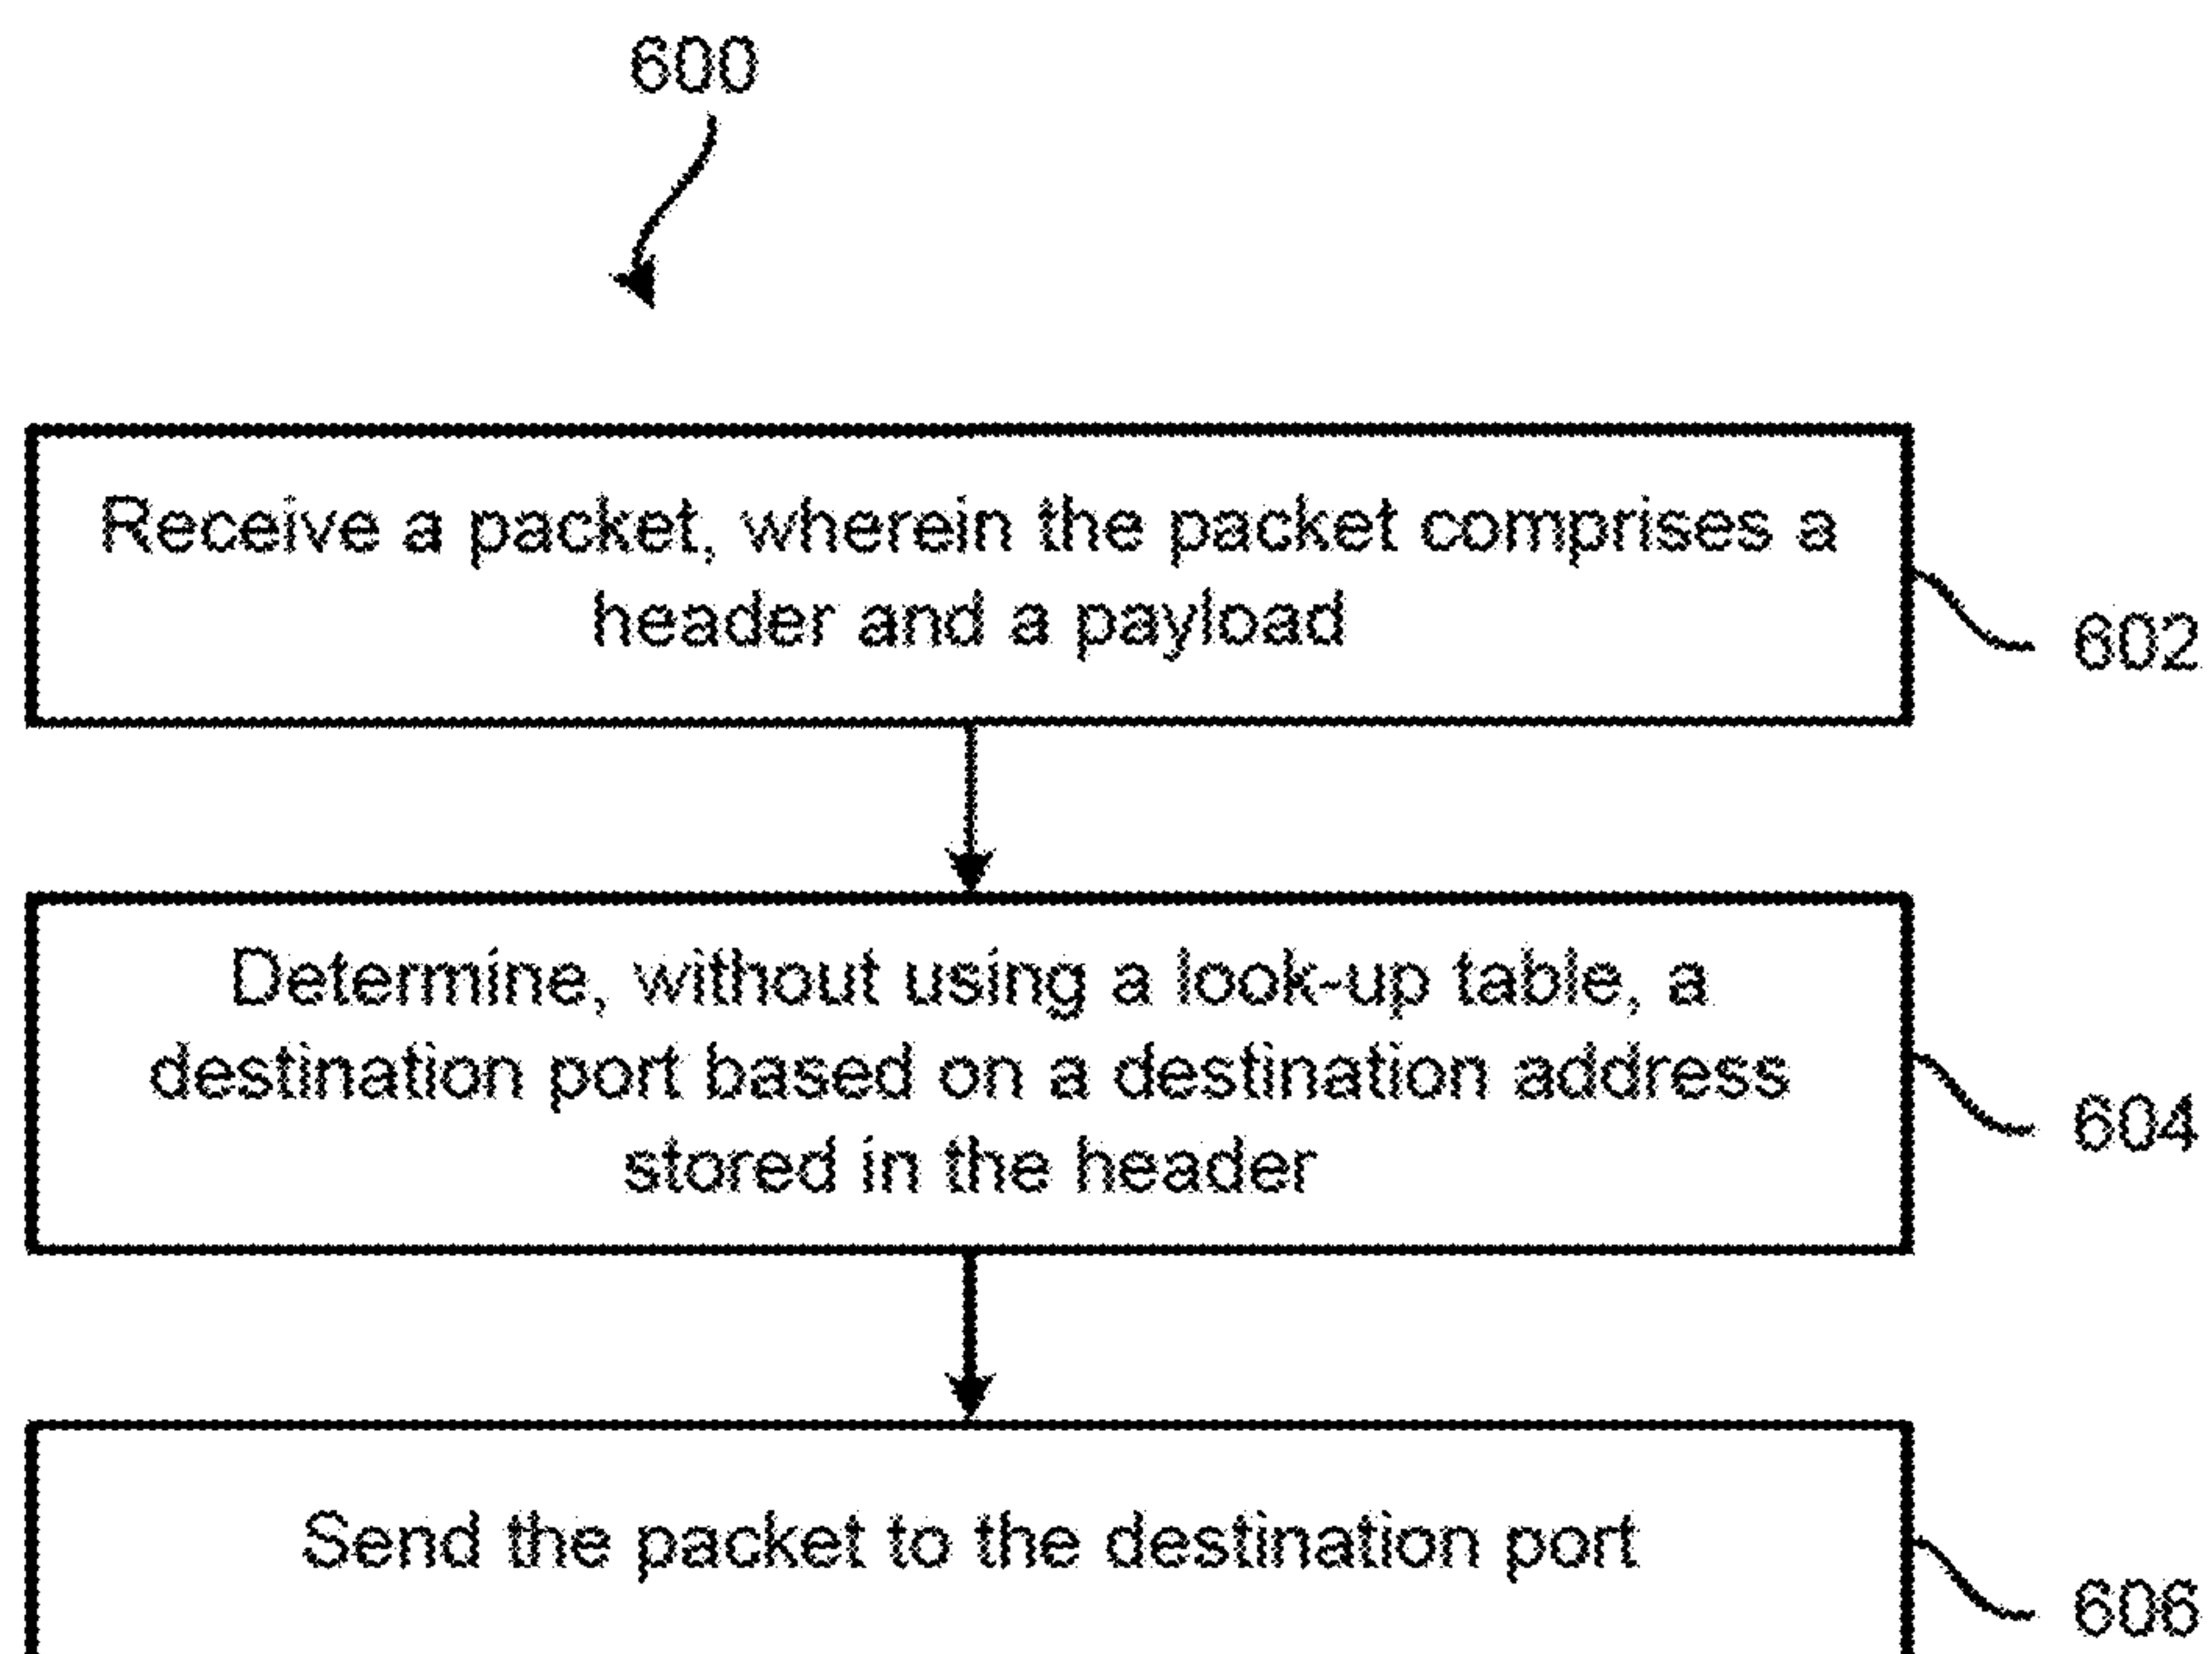 600
Receive a packet, wherein the packet comprises a
header and a payload
602
Determine, without using a look-up table, a
destination port based on a destination address
stored in the header
604
Send the packet to the destination port
606